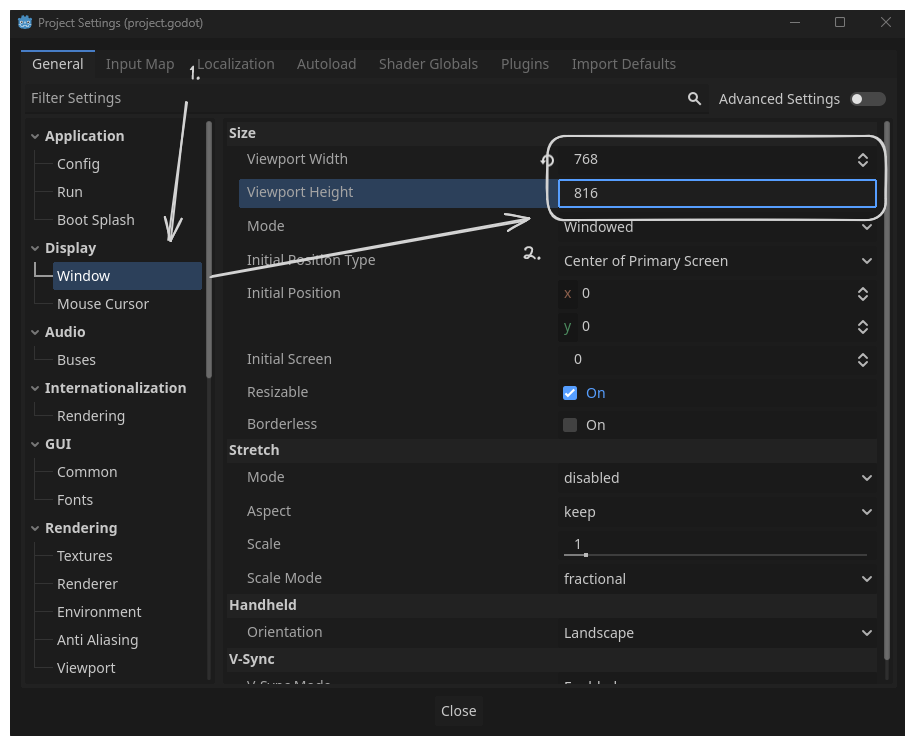 Project Settings (project.godot)
General Input Map Localization Autoload Shader Globals Plugins Import Defaults
1.
Filter Settings Advanced Settings
Application
Config
Run
Boot Splash
Display
Window
Mouse Cursor
Audio
Buses
Internationalization
Rendering
GUI
Common
Fonts
Rendering
Textures
Renderer
Environment
Anti Aliasing
Viewport
Size
Viewport Width 768
Viewport Height 816
Mode Windowed
2.
Initial Position Type Center of Primary Screen
Initial Position x 0
y 0
Initial Screen 0
Resizable On
Borderless On
Stretch
Mode disabled
Aspect keep
Scale 1
Scale Mode fractional
Handheld
Orientation Landscape
V-Sync
V-Sync Mode Enabled
Close